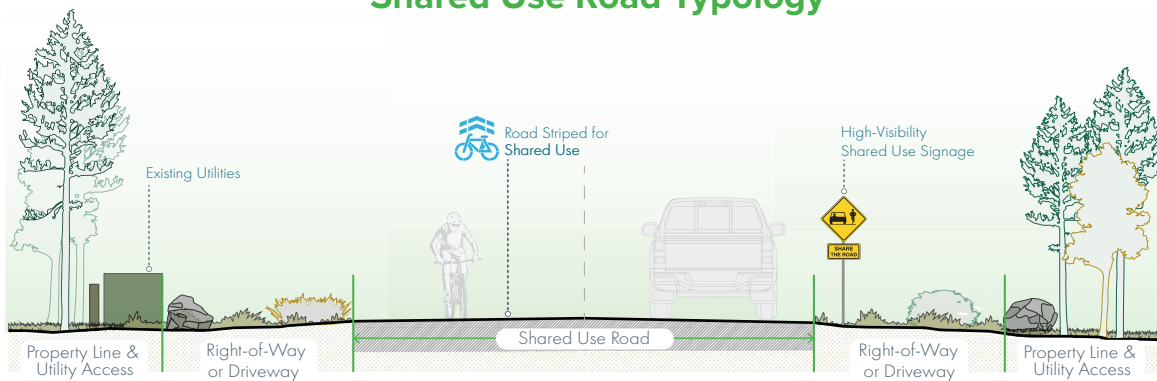 Shared Use Road Typology
Road Striped for
Shared Use
High-Visibility
Shared Use Signage
Existing Utilities
SHARE
THE ROAD
Shared Use Road
Property Line &
Utility Access
Right-of-Way
or Driveway
Right-of-Way
or Driveway
Property Line &
Utility Access